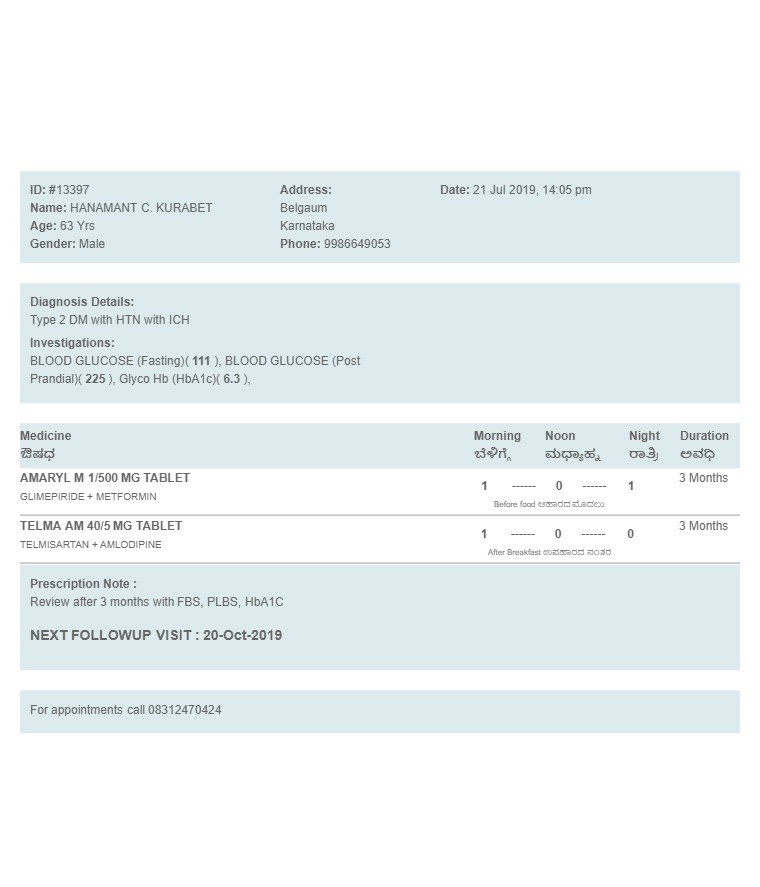 ID: #13397
Name: HANAMANT C. KURABET
Age: 63 Yrs
Gender: Male
Address:
Belgaum
Karnataka
Phone: 9986649053
Date: 21 Jul 2019, 14:05 pm
Diagnosis Details:
Type 2 DM with HTN with ICH
Investigations:
BLOOD GLUCOSE (Fasting)( 111 ), BLOOD GLUCOSE (Post
Prandial)( 225 ), Glyco Hb (HbA1c)( 6.3 ),
Medicine Morning Noon Night Duration
ಔಷಧ ಬೆಳಿಗ್ಗೆ ಮಧ್ಯಾಹ್ನ ರಾತ್ರಿ ಅವಧಿ
AMARYL M 1/500 MG TABLET 3 Months
GLIMEPIRIDE + METFORMIN
1 ------ 0 ------ 1
Before food ಆಹಾರದ ಮೊದಲು
TELMA AM 40/5 MG TABLET 3 Months
TELMISARTAN + AMLODIPINE
1 ------ 0 ------ 0
After Breakfast ಉಪಹಾರದ ನಂತರ
Prescription Note :
Review after 3 months with FBS, PLBS, HbA1C
NEXT FOLLOWUP VISIT : 20-Oct-2019
For appointments call 08312470424